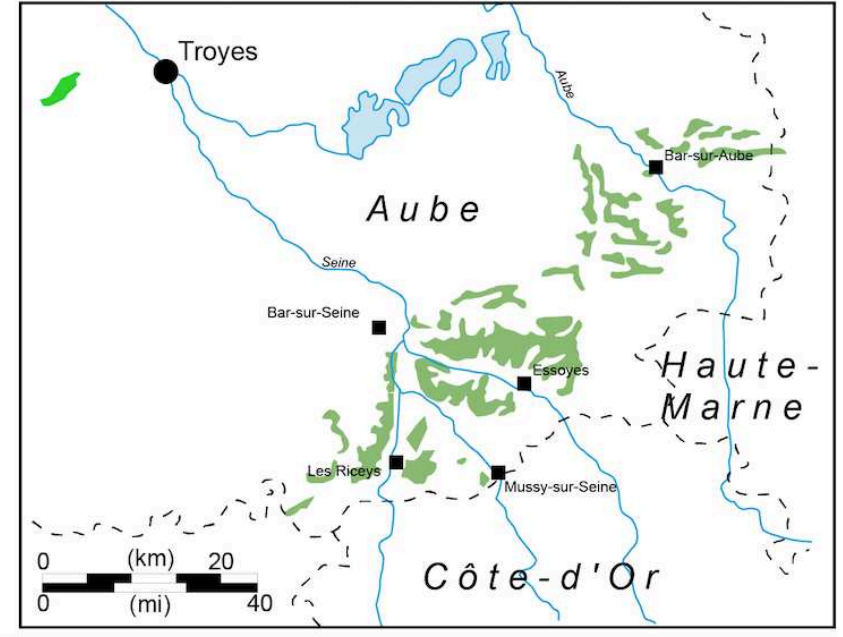 Troyes
Aube
Bar-sur-Aube
Aube
Seine
Bar-sur-Seine
Essoyes
Haute-
Marne
Les Riceys
Mussy-sur-Seine
0 (km) 20
Côte-d'Or
0 (mi) 40